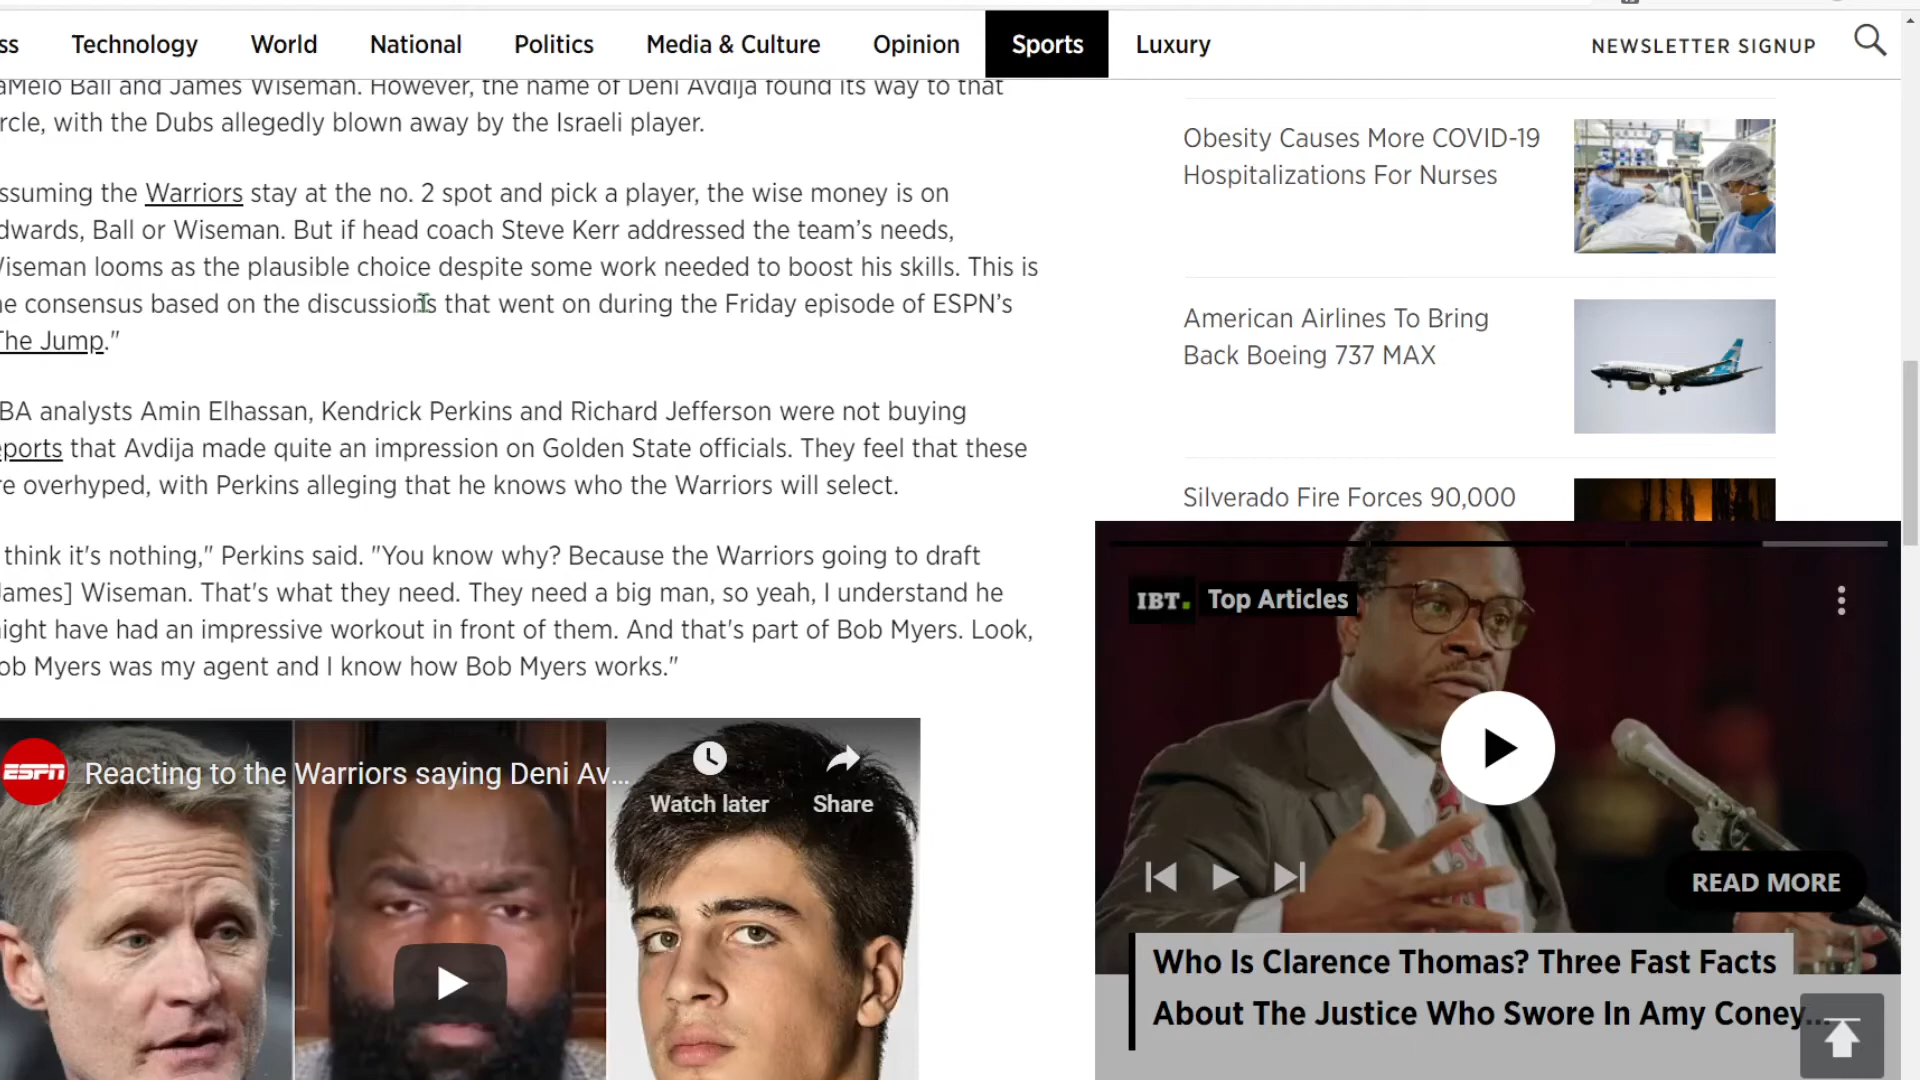 ss Technology World National Politics Media & Culture Opinion Sports Luxury NEWSLETTER SIGNUP
aMelo Ball and James Wiseman. However, the name of Deni Avdija found its way to that
rcle, with the Dubs allegedly blown away by the Israeli player.
ssuming the Warriors stay at the no. 2 spot and pick a player, the wise money is on
dwards, Ball or Wiseman. But if head coach Steve Kerr addressed the team's needs,
iseman looms as the plausible choice despite some work needed to boost his skills. This is
e consensus based on the discussions that went on during the Friday episode of ESPN's
The Jump."
BA analysts Amin Elhassan, Kendrick Perkins and Richard Jefferson were not buying
eports that Avdija made quite an impression on Golden State officials. They feel that these
re overhyped, with Perkins alleging that he knows who the Warriors will select.
think it's nothing," Perkins said. "You know why? Because the Warriors going to draft
James] Wiseman. That's what they need. They need a big man, so yeah, I understand he
ight have had an impressive workout in front of them. And that's part of Bob Myers. Look,
ob Myers was my agent and I know how Bob Myers works."
ESPN Reacting to the Warriors saying Deni Av...
Watch later Share
Obesity Causes More COVID-19
Hospitalizations For Nurses
American Airlines To Bring
Back Boeing 737 MAX
Silverado Fire Forces 90,000
IBT. Top Articles
READ MORE
Who Is Clarence Thomas? Three Fast Facts
About The Justice Who Swore In Amy Coney...